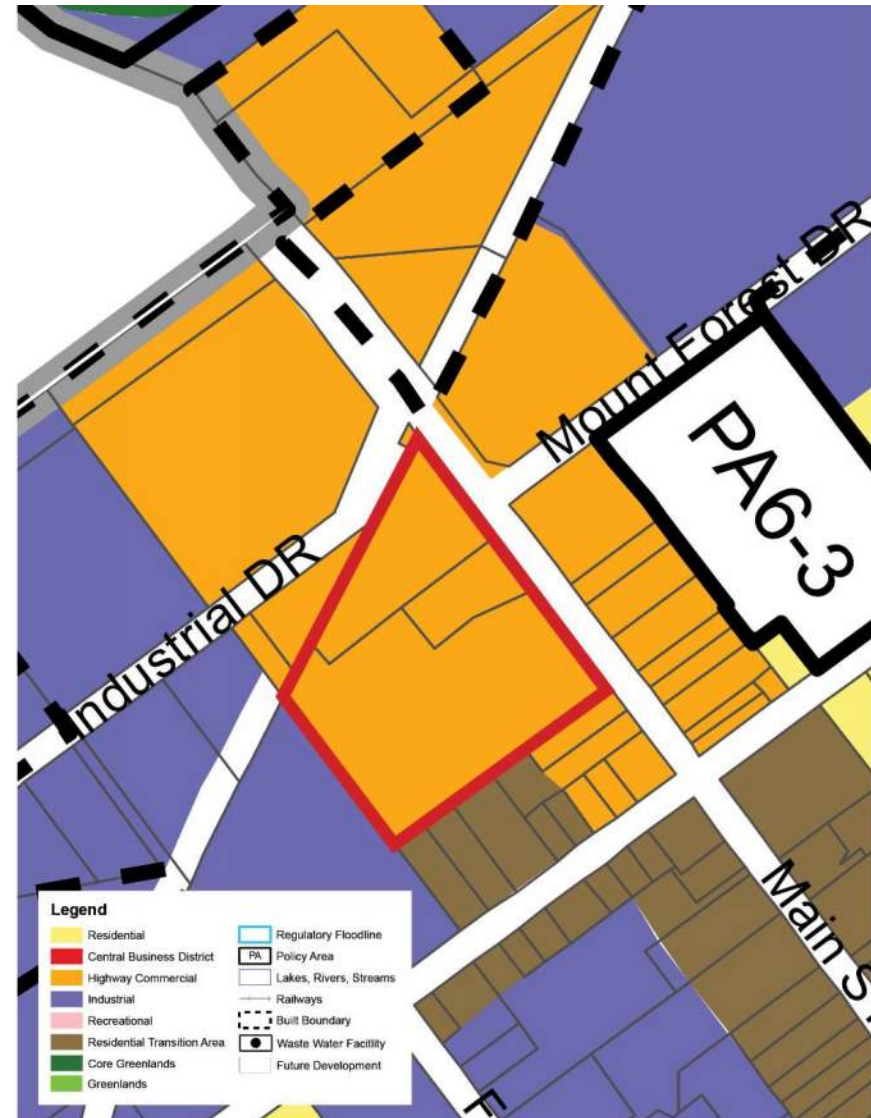 Mount Forest DR
PA6-3
Industrial DR
Main S
F
Legend
Residential
Central Business District
Highway Commercial
Industrial
Recreational
Residential Transition Area
Core Greenlands
Greenlands
Regulatory Floodline
PA Policy Area
Lakes, Rivers, Streams
Railways
Built Boundary
Waste Water Facitlity
Future Development